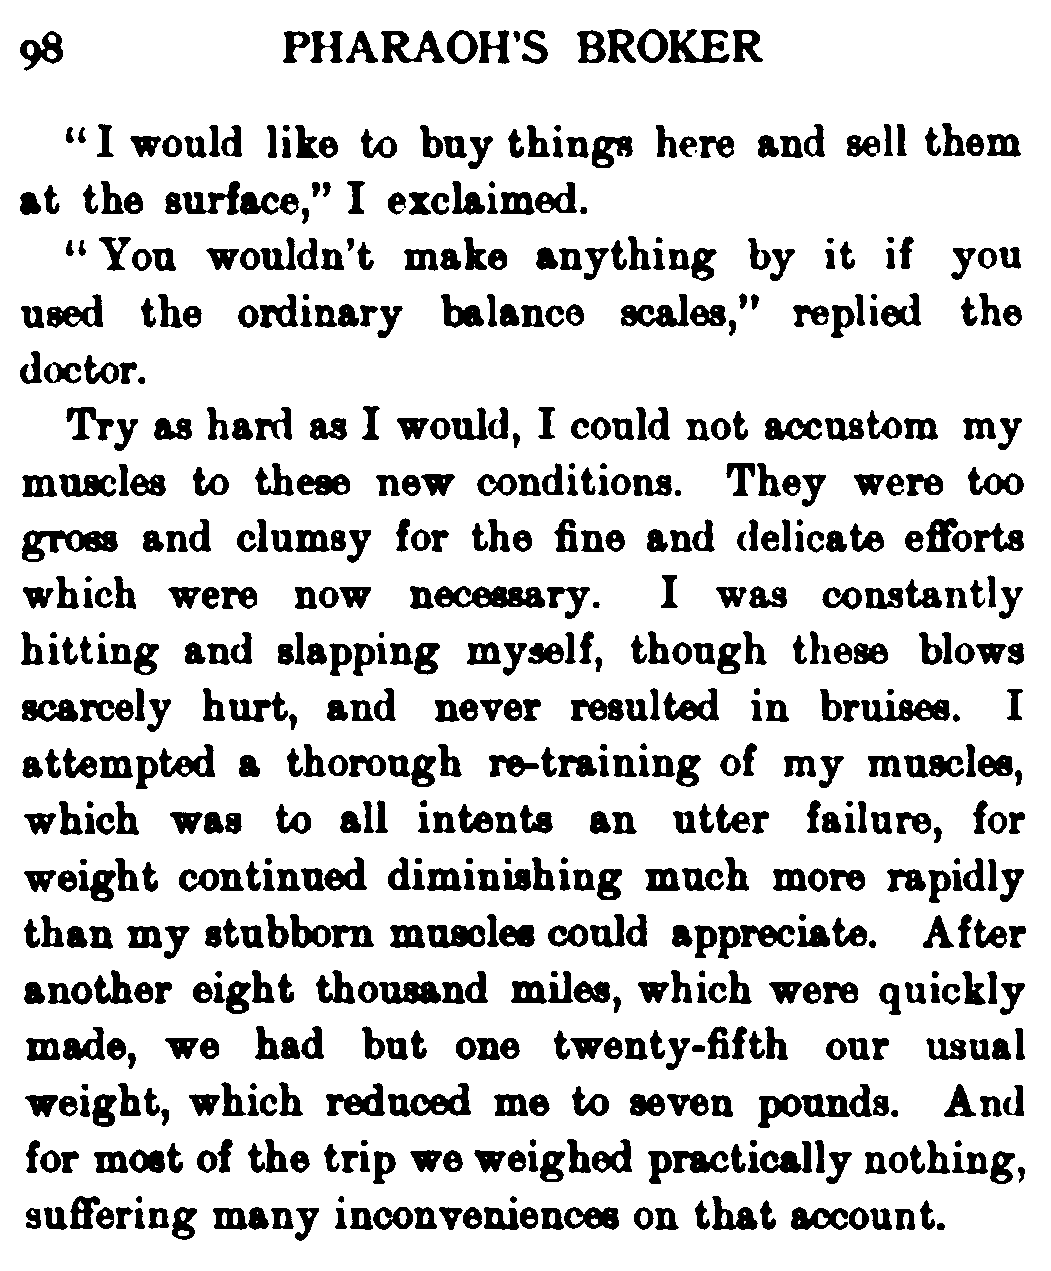 98 PHARAOH'S BROKER
“I would like to buy things here and sell them
at the surface,” I exclaimed.
“You wouldn't make anything by it if you
used the ordinary balance scales,” replied the
doctor.
Try as hard as I would, I could not accustom my
muscles to these new conditions. They were too
gross and clumsy for the fine and delicate efforts
which were now necessary. I was constantly
hitting and slapping myself, though these blows
scarcely hurt, and never resulted in bruises. I
attempted a thorough re-training of my muscles,
which was to all intents an utter failure, for
weight continued diminishing much more rapidly
than my stubborn muscles could appreciate. After
another eight thousand miles, which were quickly
made, we had but one twenty-fifth our usual
weight, which reduced me to seven pounds. And
for most of the trip we weighed practically nothing,
suffering many inconveniences on that account.